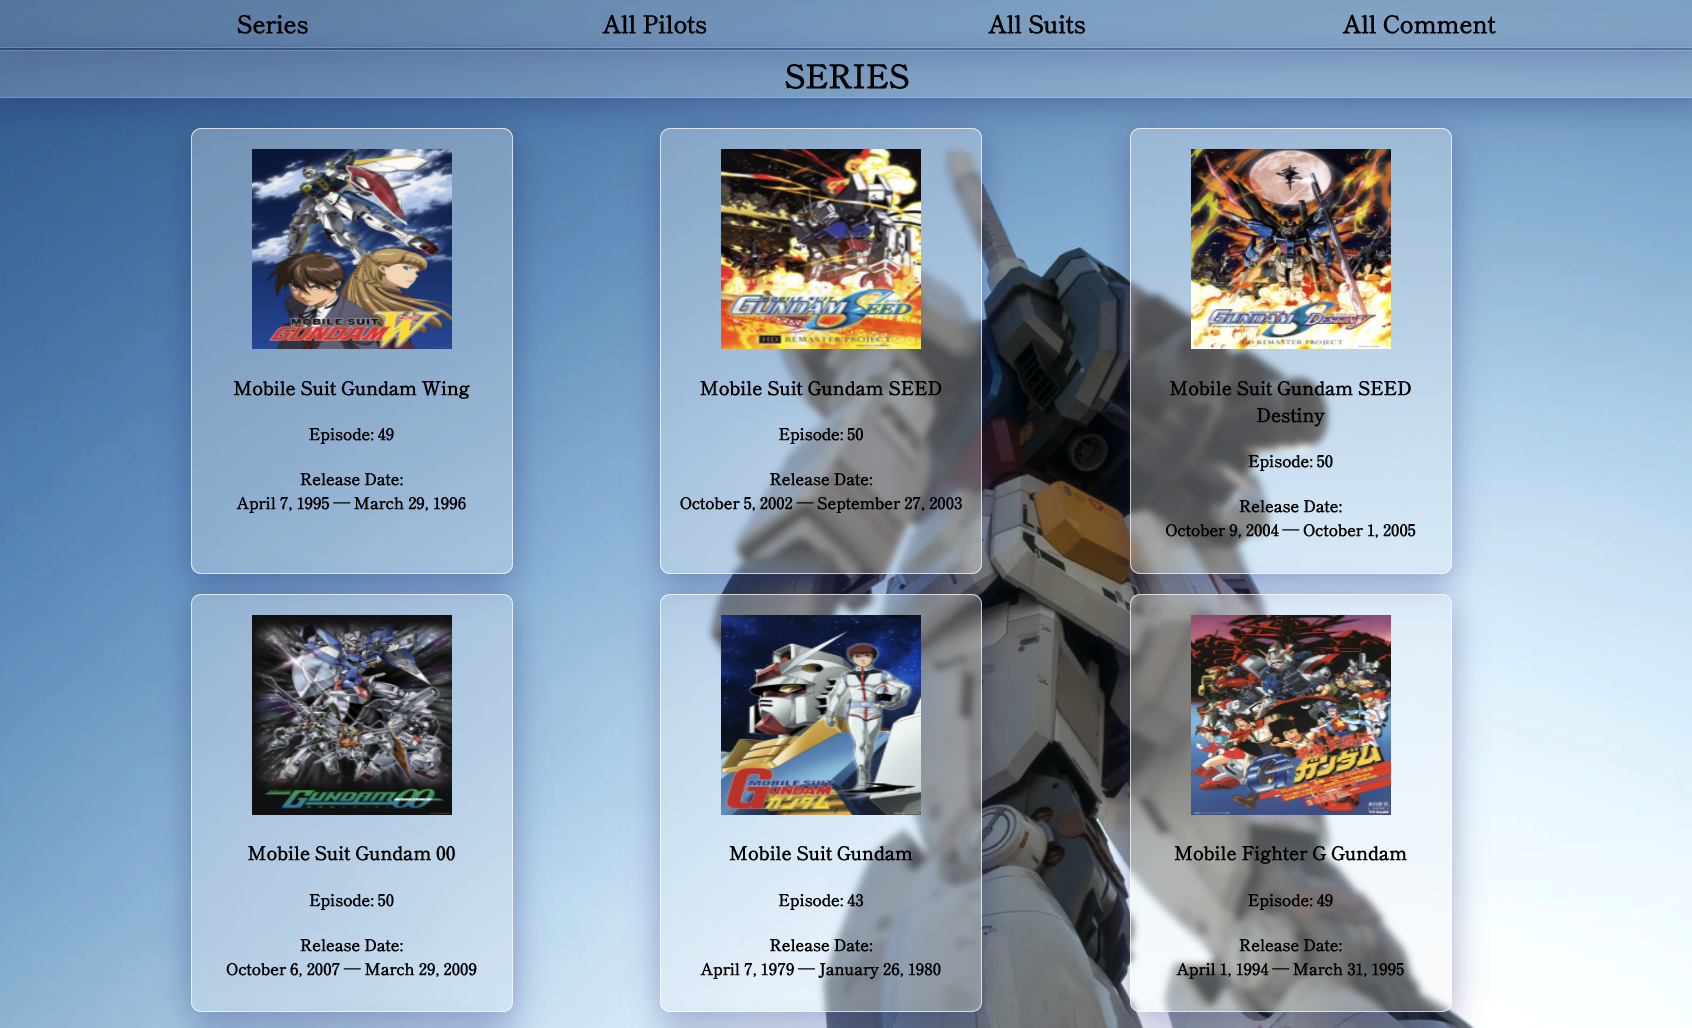 Series
All Pilots
All Suits
All Comment
SERIES
MOBILE SUIT
GUNDAM W
Mobile Suit Gundam Wing
Episode: 49
Release Date:
April 7, 1995 — March 29, 1996
MOBILE SUIT
GUNDAM SEED
HD REMASTER PROJECT
Mobile Suit Gundam SEED
Episode: 50
Release Date:
October 5, 2002 — September 27, 2003
GUNDAM SEED DESTINY
HD REMASTER PROJECT
Mobile Suit Gundam SEED
Destiny
Episode: 50
Release Date:
October 9, 2004 — October 1, 2005
GUNDAM 00
Mobile Suit Gundam 00
Episode: 50
Release Date:
October 6, 2007 — March 29, 2009
MOBILE SUIT
GUNDAM
ガンダム
Mobile Suit Gundam
Episode: 43
Release Date:
April 7, 1979 — January 26, 1980
Gガンダム
Mobile Fighter G Gundam
Episode: 49
Release Date:
April 1, 1994 — March 31, 1995